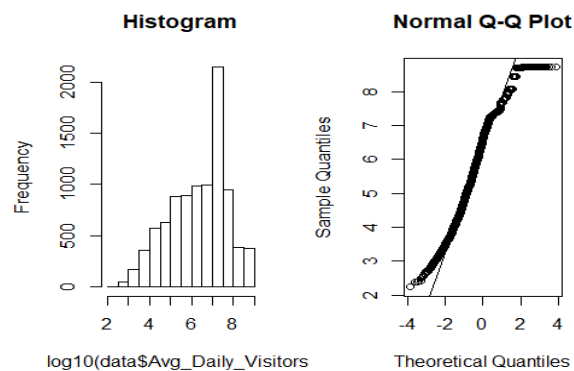 Histogram
Frequency
0 500 1000 1500 2000
2 4 6 8
log10(data$Avg_Daily_Visitors
Normal Q-Q Plot
Sample Quantiles
2 3 4 5 6 7 8
-4 -2 0 2 4
Theoretical Quantiles